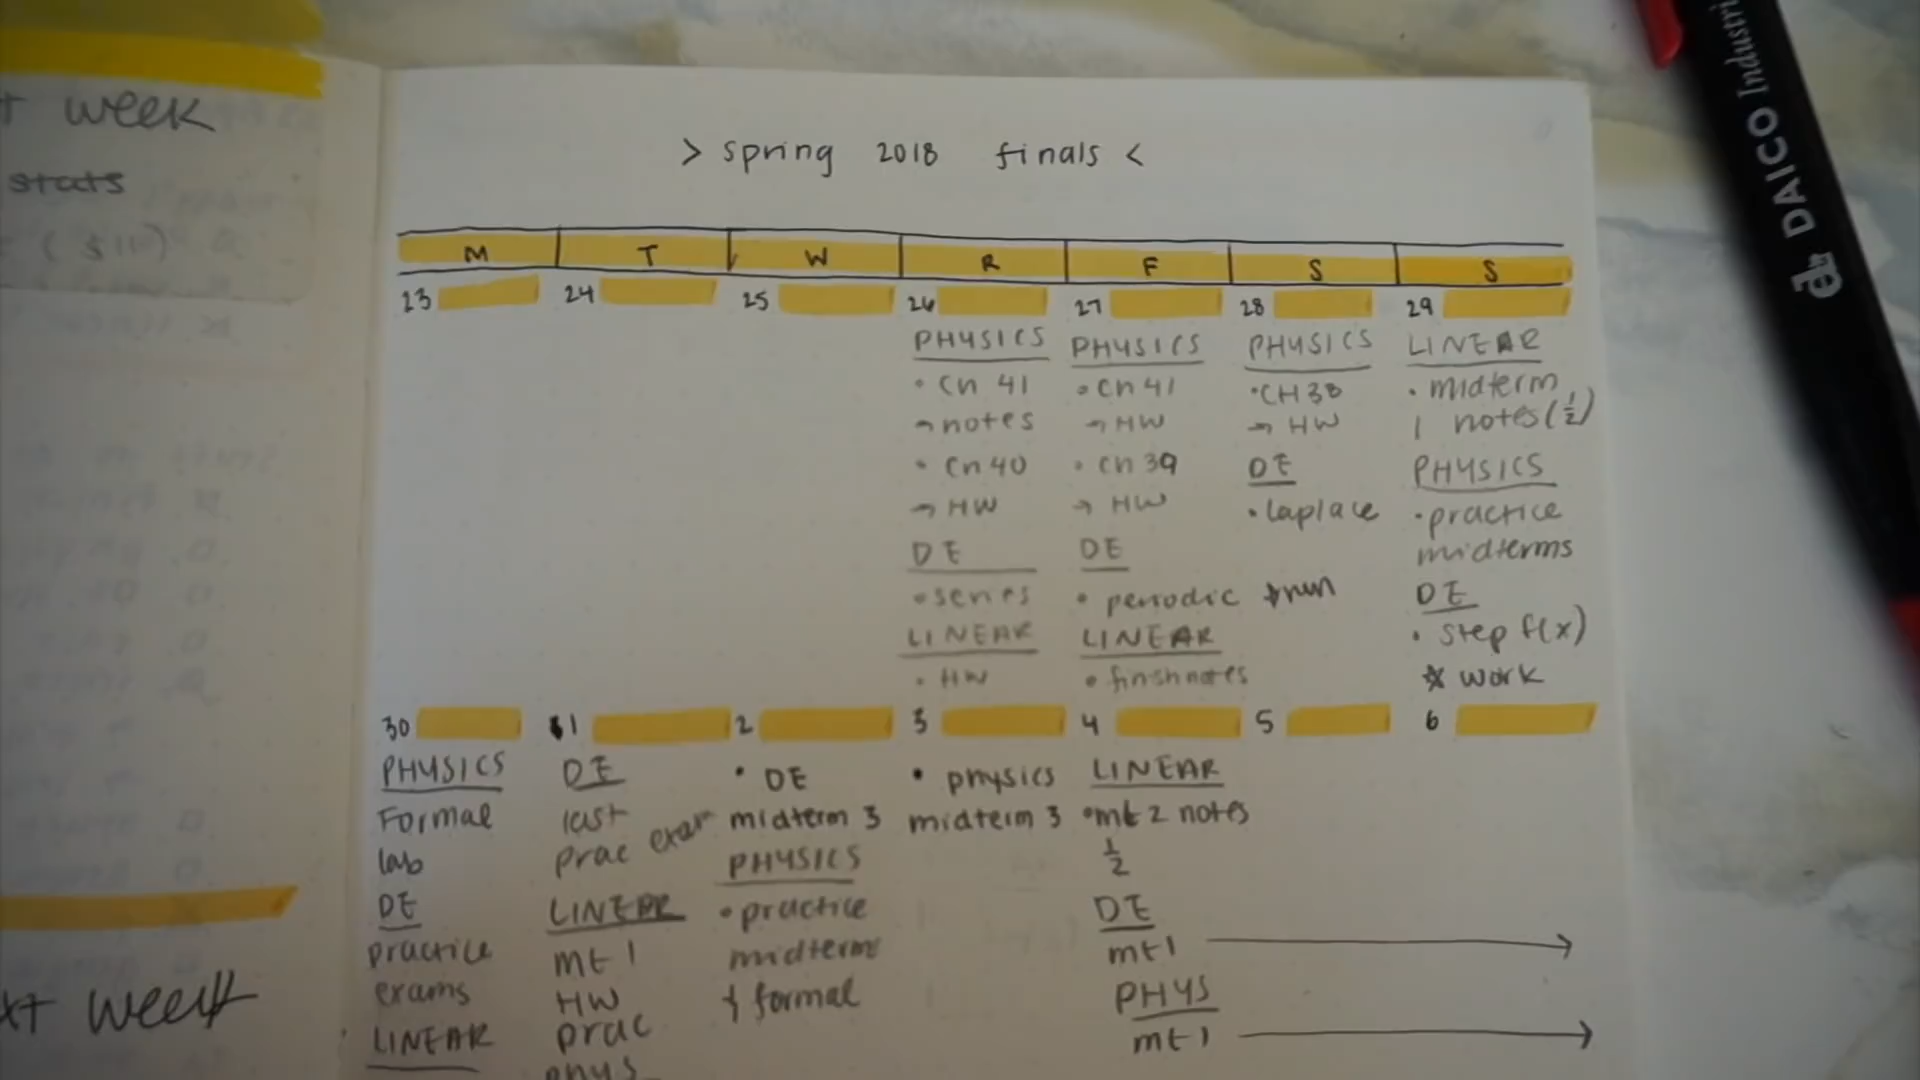 week
stats
> spring 2018 finals <
M T W R F S S
23 24 25 26 27 28 29
PHYSICS
• Ch 41
→ notes
• Ch 40
→ HW
DE
• series
LINEAR
• HW
PHYSICS
• Ch 41
→ HW
• Ch 39
→ HW
DE
• periodic
LINEAR
• finish notes
PHYSICS
• CH 38
→ HW
DE
• laplace
LINEAR
• midterm
1 notes (1/2)
PHYSICS
• practice
midterms
DE
• step f(x)
☆ work
30 1 2 3 4 5 6
PHYSICS
Formal
lab
DE
practice
exams
LINEAR
DE
last
prac exam
LINEAR
mt 1
HW
prac
phys
• DE
midterm 3
PHYSICS
• practice
midterms
+ formal
• physics
midterm 3
LINEAR
• mt 2 notes
1/2
DE
mt 1 →
PHYS
mt 1 →
week
DAICO Industri